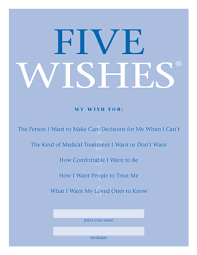 FIVE
WISHES®
MY WISH FOR:
The Person I Want to Make Care Decisions for Me When I Can't
The Kind of Medical Treatment I Want or Don't Want
How Comfortable I Want to Be
How I Want People to Treat Me
What I Want My Loved Ones to Know
print your name
birthdate